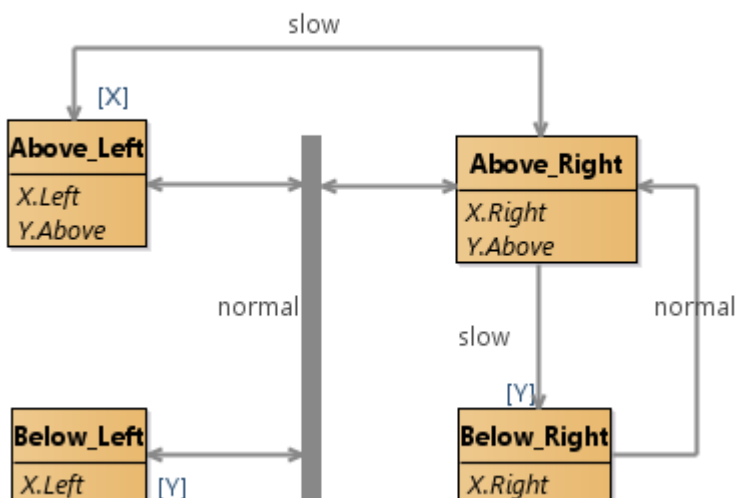 slow
[X]
Above_Left
X.Left
Y.Above
Above_Right
X.Right
Y.Above
normal
normal
slow
[Y]
Below_Left
X.Left
[Y]
Below_Right
X.Right